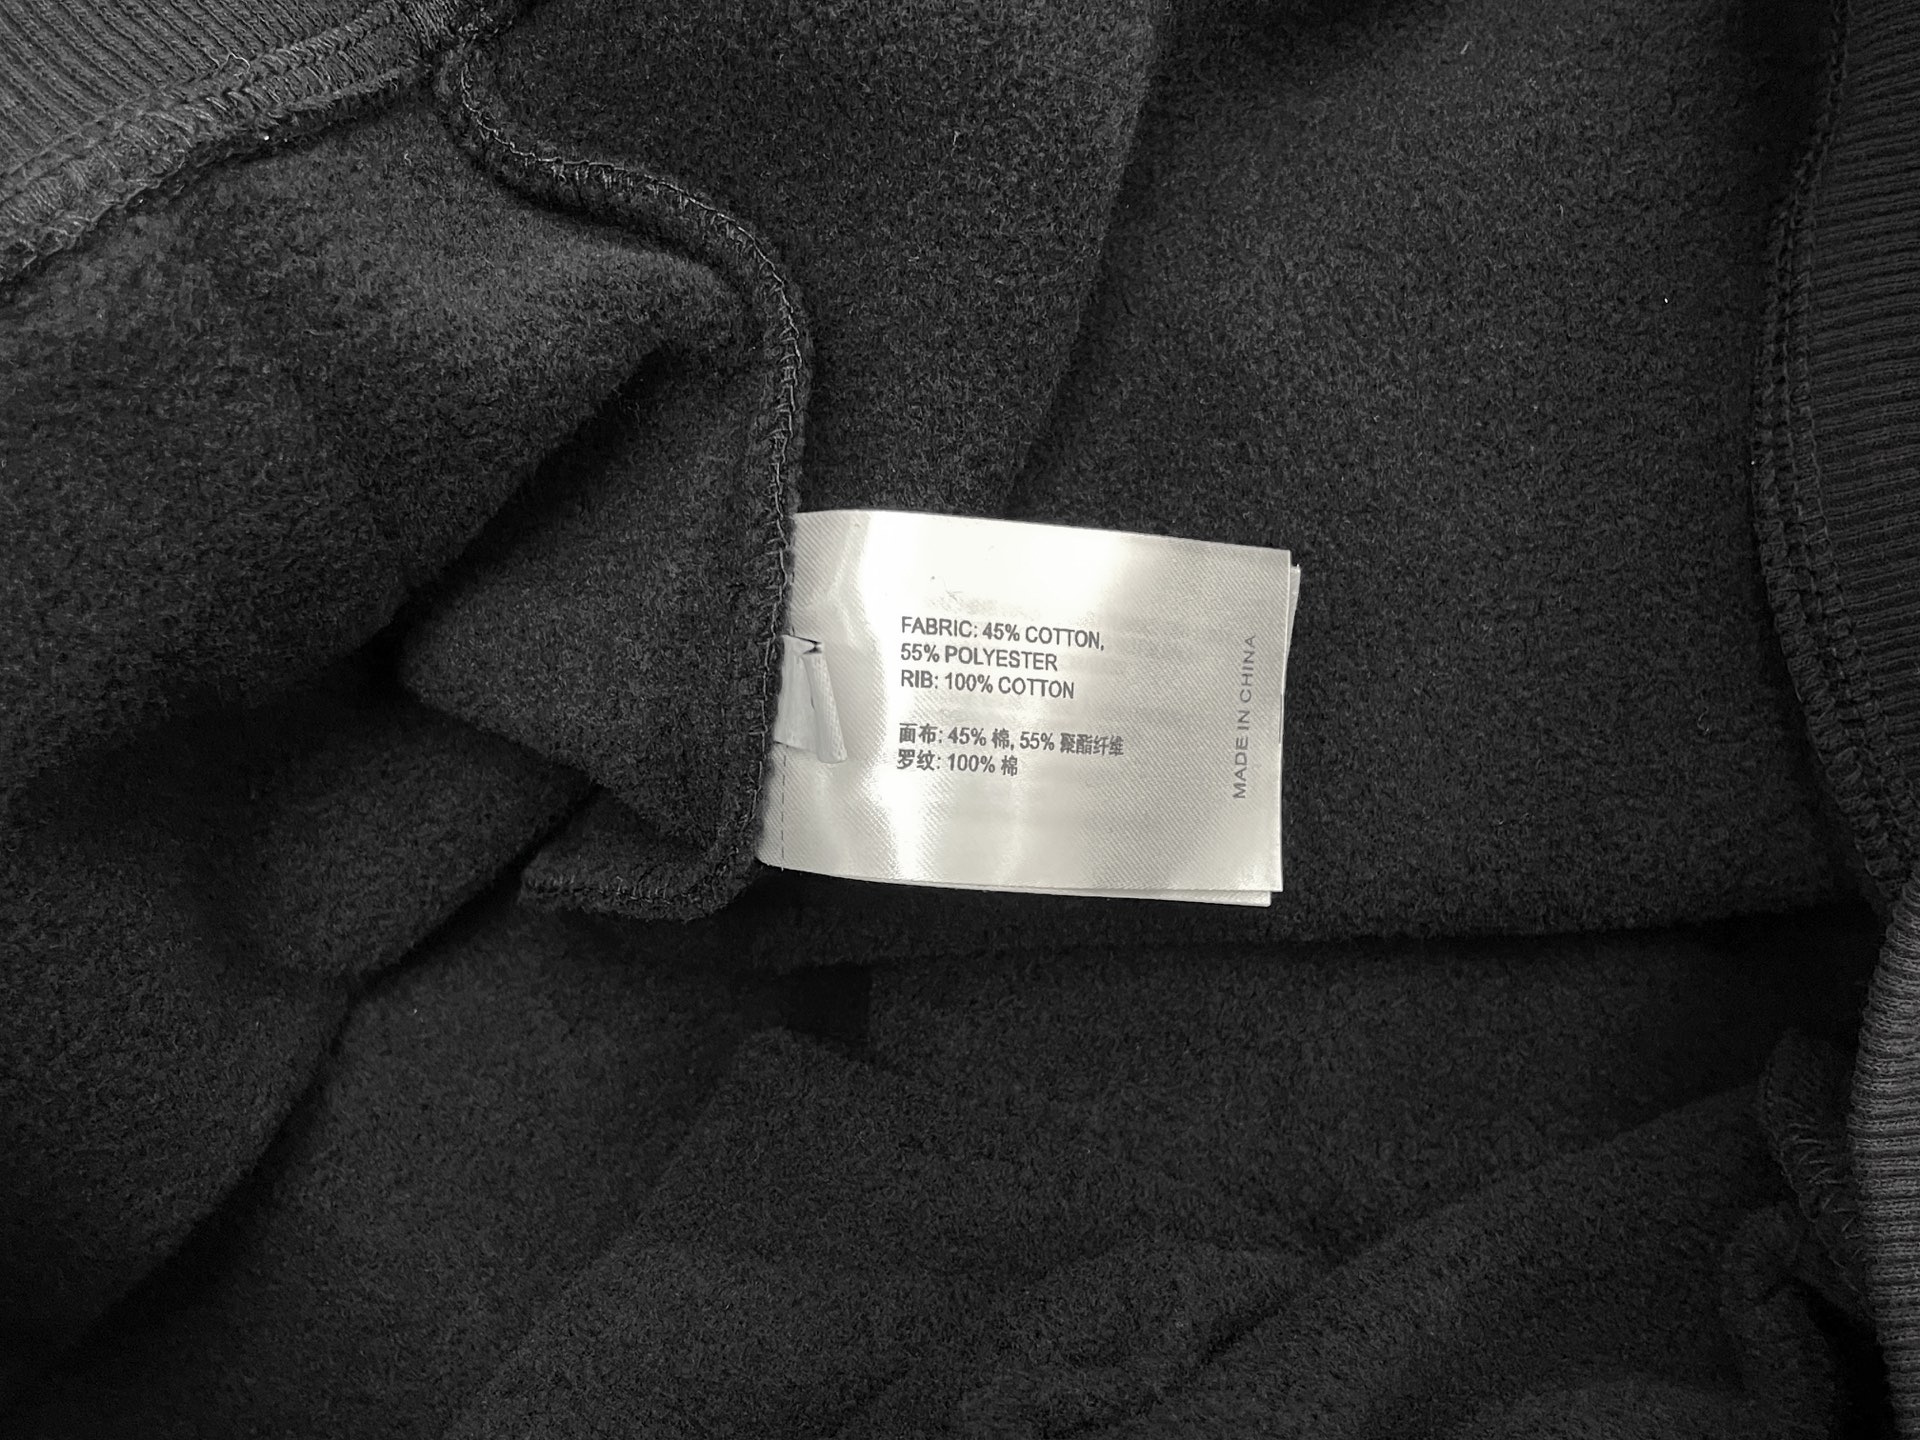 FABRIC: 45% COTTON,
55% POLYESTER
RIB: 100% COTTON
面布: 45% 棉, 55% 聚酯纤维
罗纹: 100% 棉
MADE IN CHINA